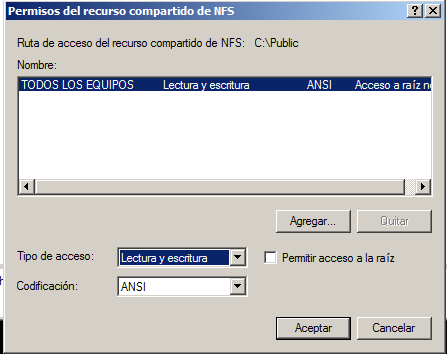 Permisos del recurso compartido de NFS
Ruta de acceso del recurso compartido de NFS: C:\Public
Nombre:
TODOS LOS EQUIPOS Lectura y escritura ANSI Acceso a raíz
Agregar... Quitar
Tipo de acceso: Lectura y escritura Permitir acceso a la raíz
Codificación: ANSI
Aceptar Cancelar